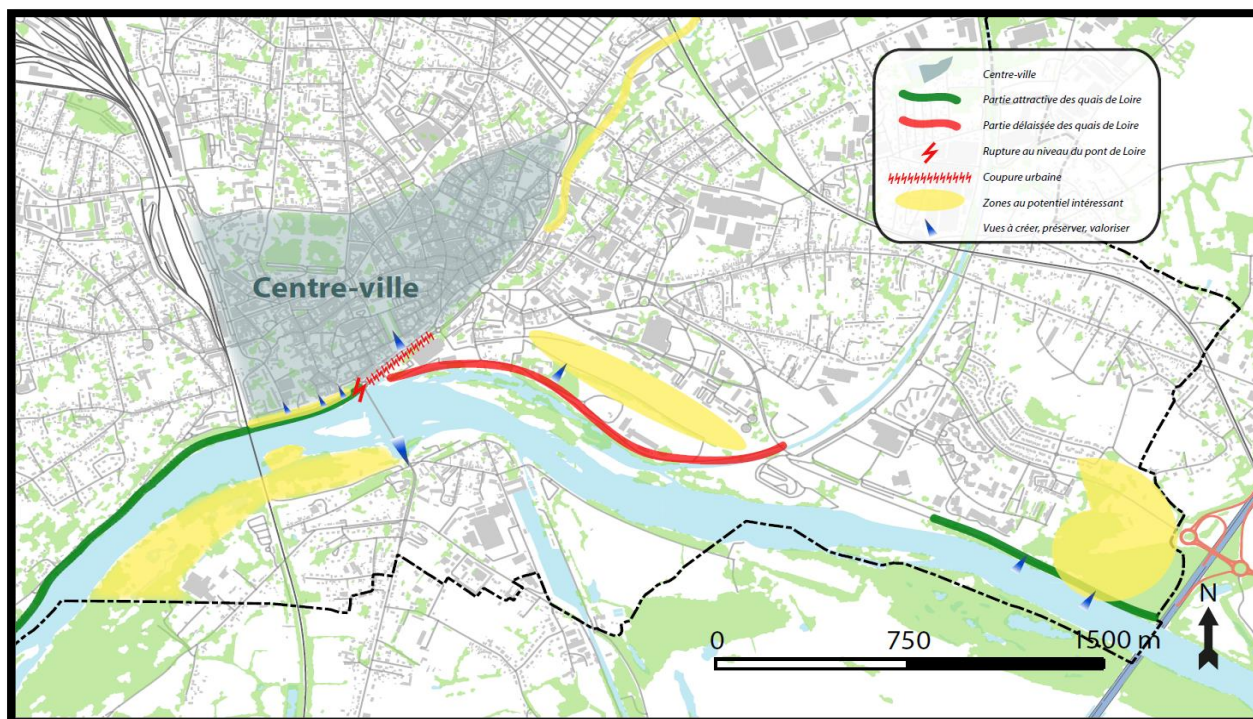 Centre-ville
Partie attractive des quais de Loire
Partie délaissée des quais de Loire
Rupture au niveau du pont de Loire
Coupure urbaine
Zones au potentiel intéressant
Vues à créer, préserver, valoriser
Centre-ville
N
0 750 1500 m